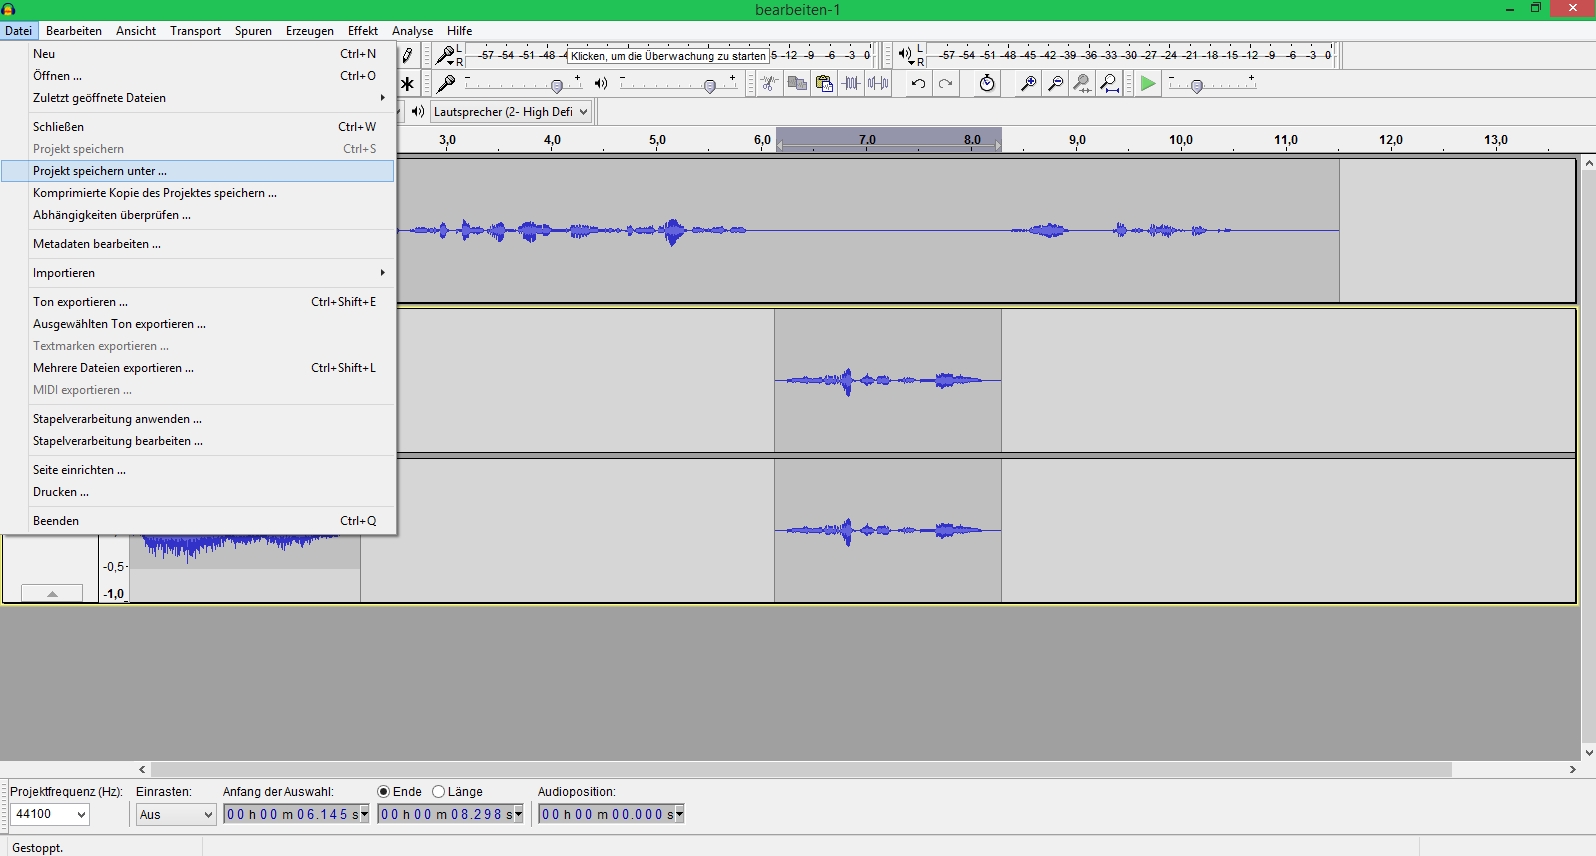 bearbeiten-1
Datei Bearbeiten Ansicht Transport Spuren Erzeugen Effekt Analyse Hilfe
Neu Ctrl+N
Öffnen ... Ctrl+O
Zuletzt geöffnete Dateien
Schließen Ctrl+W
Projekt speichern Ctrl+S
Projekt speichern unter ...
Komprimierte Kopie des Projektes speichern ...
Abhängigkeiten überprüfen ...
Metadaten bearbeiten ...
Importieren
Ton exportieren ... Ctrl+Shift+E
Ausgewählten Ton exportieren ...
Textmarken exportieren ...
Mehrere Dateien exportieren ... Ctrl+Shift+L
MIDI exportieren ...
Stapelverarbeitung anwenden ...
Stapelverarbeitung bearbeiten ...
Seite einrichten ...
Drucken ...
Beenden Ctrl+Q
L
R
-57 -54 -51 -48 Klicken, um die Überwachung zu starten -12 -9 -6 -3 0
L
R
-57 -54 -51 -48 -45 -42 -39 -36 -33 -30 -27 -24 -21 -18 -15 -12 -9 -6 -3 0
- + - + - +
Lautsprecher (2- High Defi
3,0 4,0 5,0 6,0 7,0 8,0 9,0 10,0 11,0 12,0 13,0
-0,5
-1,0
Projektfrequenz (Hz): Einrasten: Anfang der Auswahl: Ende Länge Audioposition:
44100 Aus 00 h 00 m 06.145 s 00 h 00 m 08.298 s 00 h 00 m 00.000 s
Gestoppt.